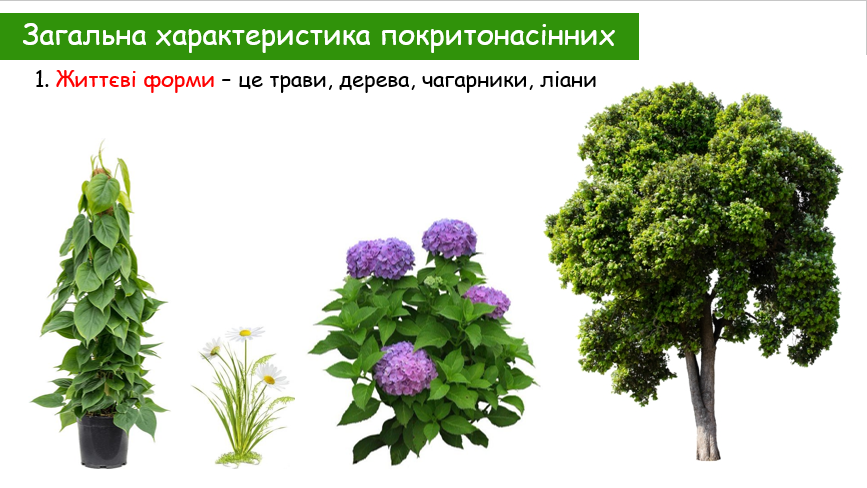 Загальна характеристика покритонасінних
1. Життєві форми – це трави, дерева, чагарники, ліани